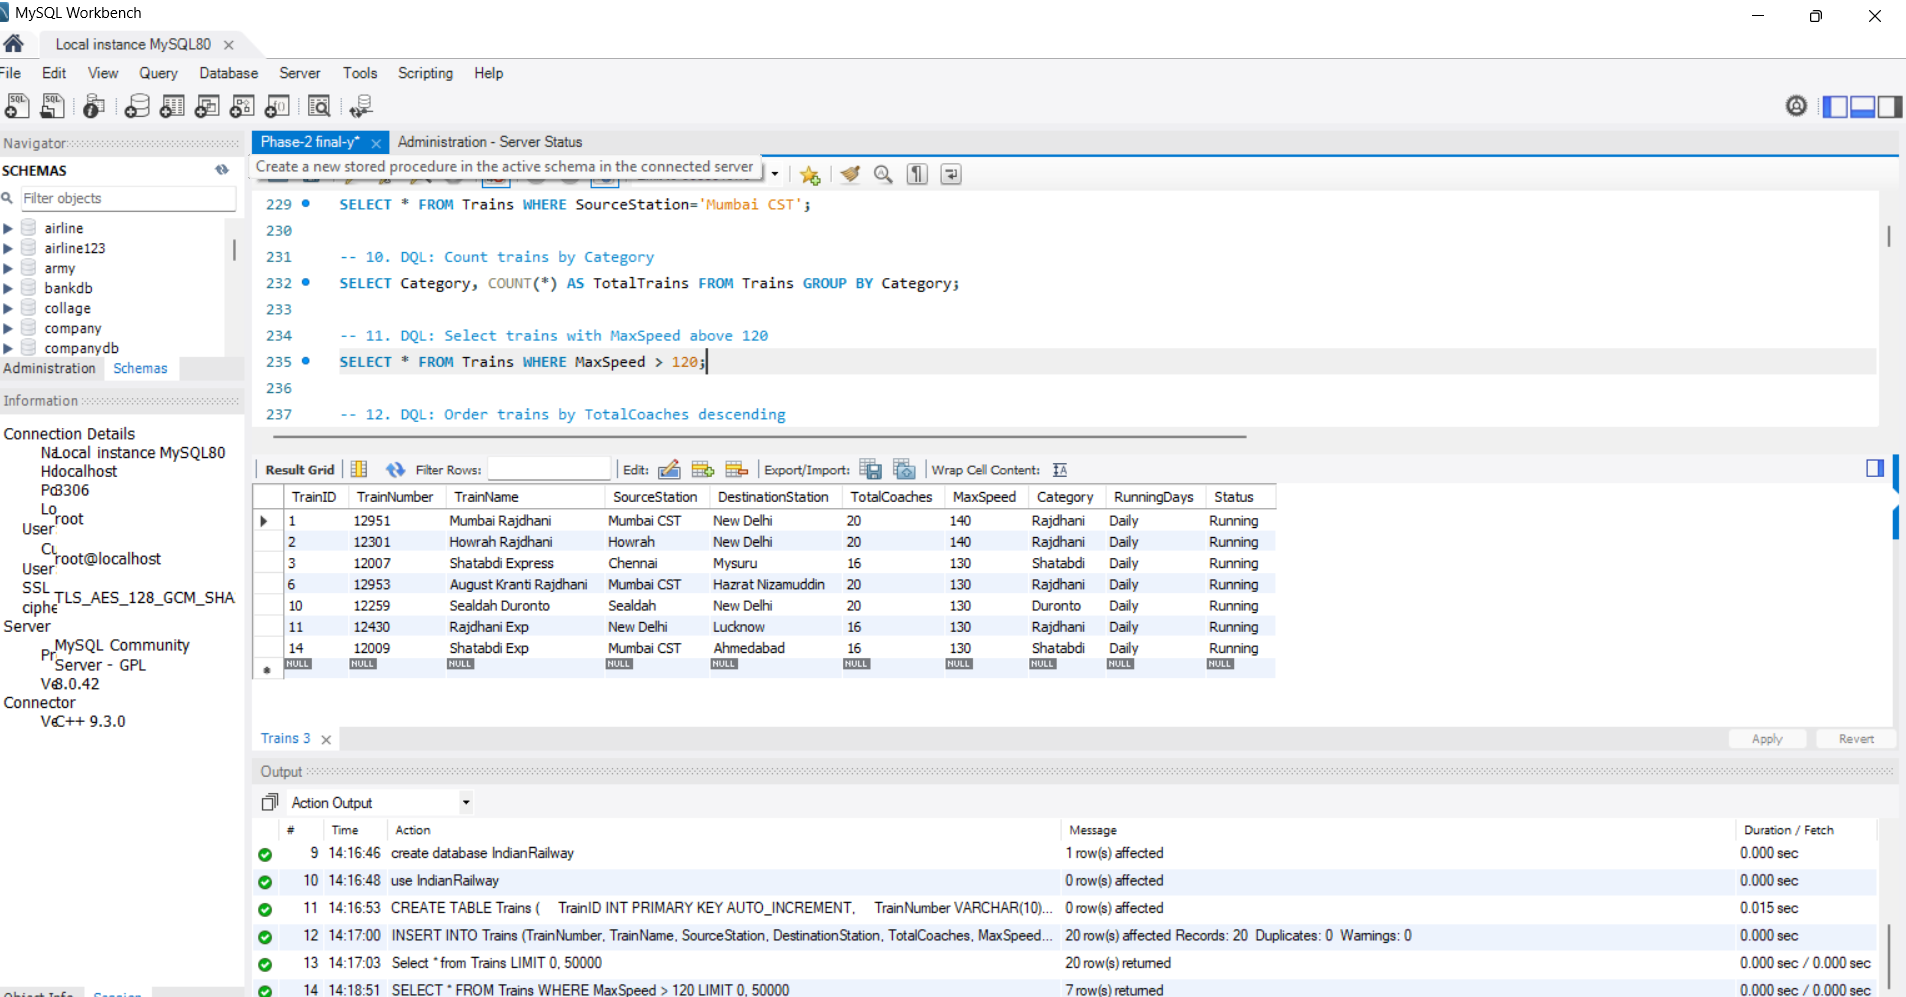 MySQL Workbench
Local instance MySQL80
File Edit View Query Database Server Tools Scripting Help
Navigator
Phase-2 final-y* Administration - Server Status
SCHEMAS
Create a new stored procedure in the active schema in the connected server
Filter objects
airline
airline123
army
bankdb
collage
company
companydb
Administration Schemas
229 SELECT * FROM Trains WHERE SourceStation='Mumbai CST';
230
231 -- 10. DQL: Count trains by Category
232 SELECT Category, COUNT(*) AS TotalTrains FROM Trains GROUP BY Category;
233
234 -- 11. DQL: Select trains with MaxSpeed above 120
235 SELECT * FROM Trains WHERE MaxSpeed > 120;
236
237 -- 12. DQL: Order trains by TotalCoaches descending
Information
Connection Details
Local instance MySQL80
localhost
3306
root
User
root@localhost
User
SSL
TLS_AES_128_GCM_SHA
Server
MySQL Community
Server - GPL
8.0.42
Connector
C++ 9.3.0
Result Grid Filter Rows: Edit: Export/Import: Wrap Cell Content:
TrainID TrainNumber TrainName SourceStation DestinationStation TotalCoaches MaxSpeed Category RunningDays Status
1 12951 Mumbai Rajdhani Mumbai CST New Delhi 20 140 Rajdhani Daily Running
2 12301 Howrah Rajdhani Howrah New Delhi 20 140 Rajdhani Daily Running
3 12007 Shatabdi Express Chennai Mysuru 16 130 Shatabdi Daily Running
6 12953 August Kranti Rajdhani Mumbai CST Hazrat Nizamuddin 20 130 Rajdhani Daily Running
10 12259 Sealdah Duronto Sealdah New Delhi 20 130 Duronto Daily Running
11 12430 Rajdhani Exp New Delhi Lucknow 16 130 Rajdhani Daily Running
14 12009 Shatabdi Exp Mumbai CST Ahmedabad 16 130 Shatabdi Daily Running
NULL NULL NULL NULL NULL NULL NULL NULL NULL NULL
Trains 3
Apply Revert
Output
Action Output
# Time Action Message Duration / Fetch
9 14:16:46 create database IndianRailway 1 row(s) affected 0.000 sec
10 14:16:48 use IndianRailway 0 row(s) affected 0.000 sec
11 14:16:53 CREATE TABLE Trains ( TrainID INT PRIMARY KEY AUTO_INCREMENT, TrainNumber VARCHAR(10)... 0 row(s) affected 0.015 sec
12 14:17:00 INSERT INTO Trains (TrainNumber, TrainName, SourceStation, DestinationStation, TotalCoaches, MaxSpeed... 20 row(s) affected Records: 20 Duplicates: 0 Warnings: 0 0.000 sec
13 14:17:03 Select * from Trains LIMIT 0, 50000 20 row(s) returned 0.000 sec / 0.000 sec
14 14:18:51 SELECT * FROM Trains WHERE MaxSpeed > 120 LIMIT 0, 50000 7 row(s) returned 0.000 sec / 0.000 sec